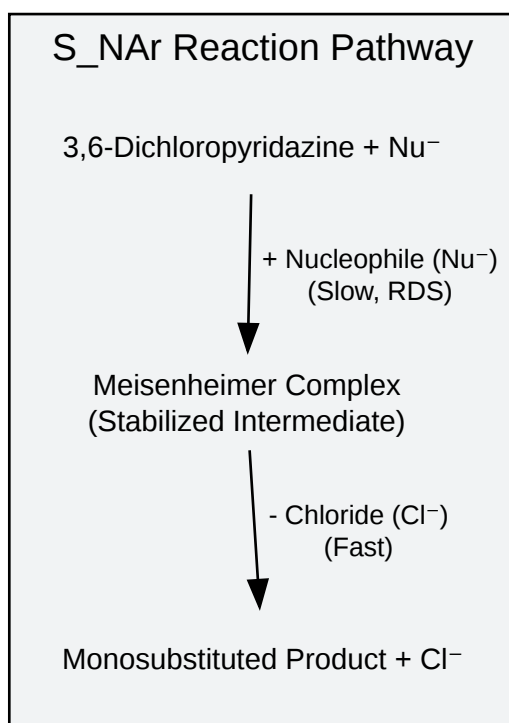 S_NAr Reaction Pathway
3,6-Dichloropyridazine + Nu⁻
+ Nucleophile (Nu⁻)
(Slow, RDS)
Meisenheimer Complex
(Stabilized Intermediate)
- Chloride (Cl⁻)
(Fast)
Monosubstituted Product + Cl⁻